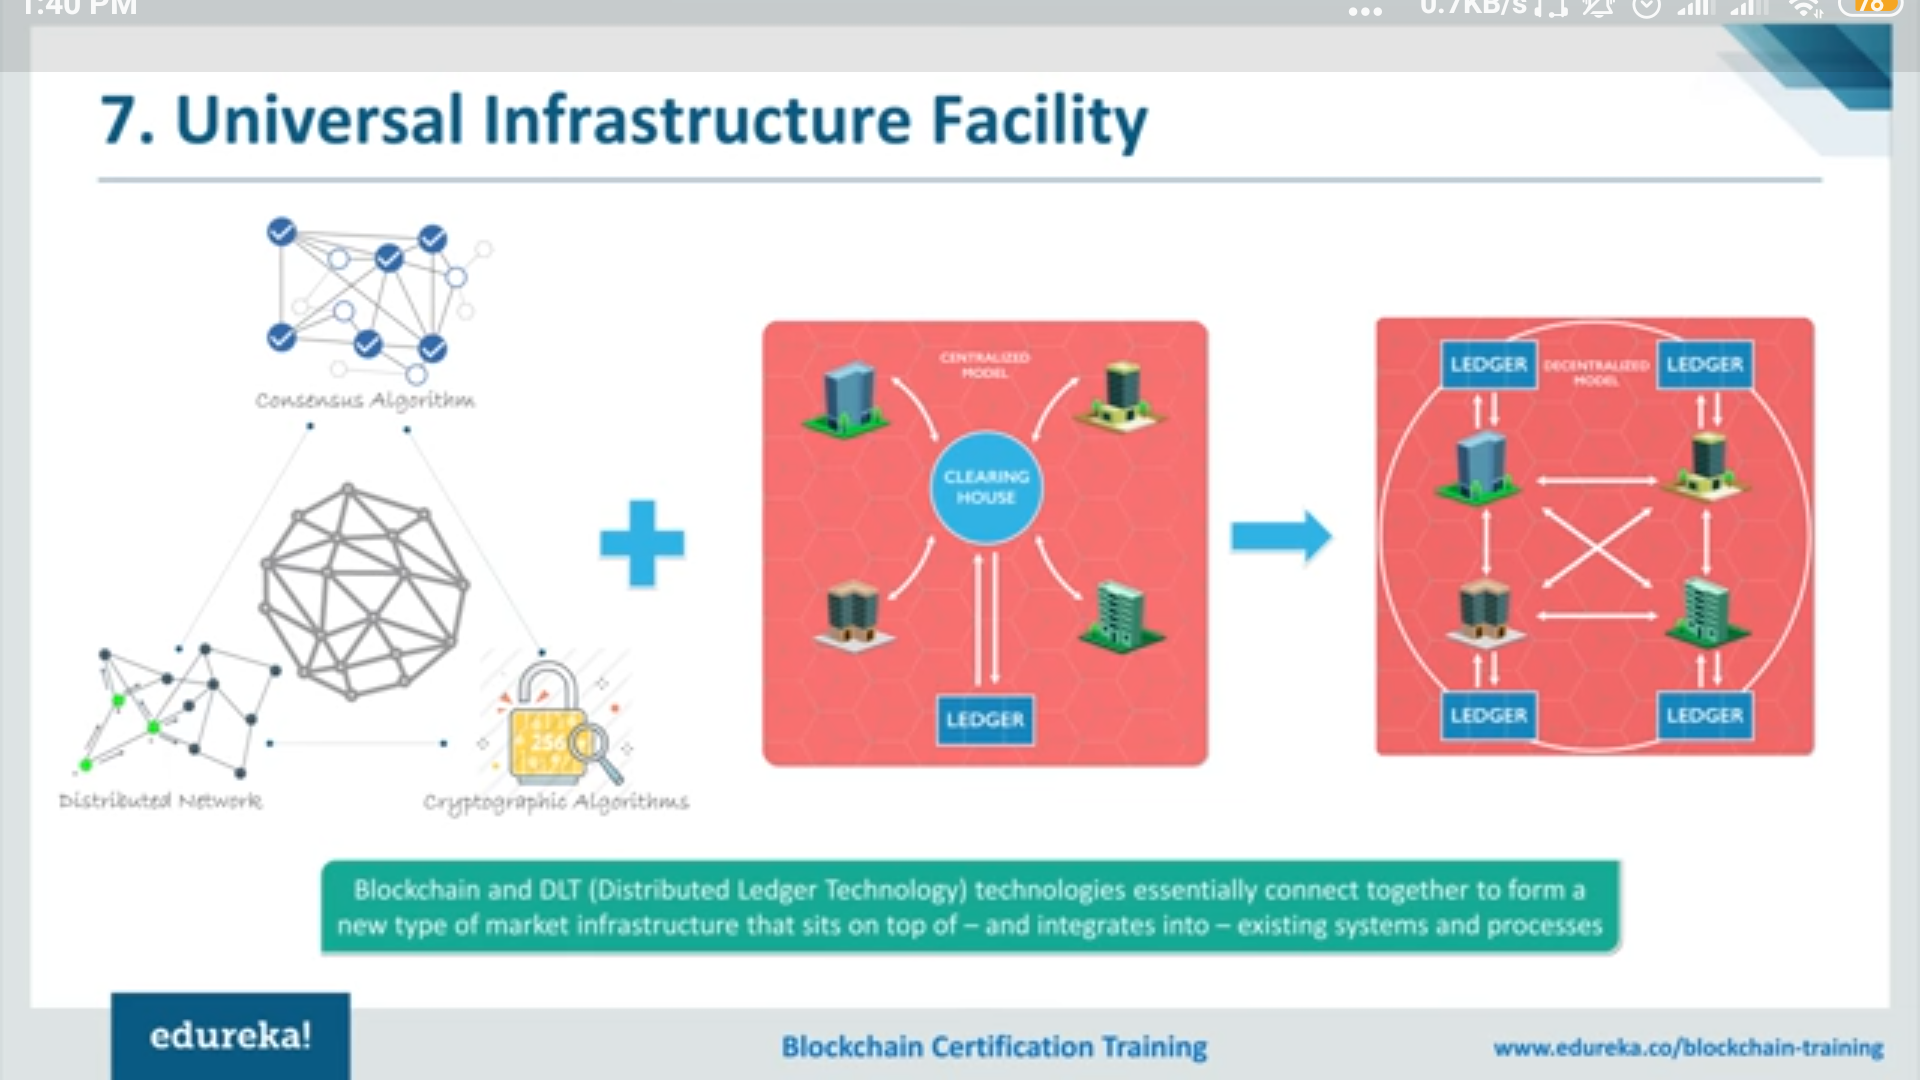 1:40 PM
... 0.7KB/s 78
7. Universal Infrastructure Facility
Consensus Algorithm
Distributed Network
256
Cryptographic Algorithms
CENTRALIZED
MODEL
CLEARING
HOUSE
LEDGER
LEDGER
DECENTRALIZED
MODEL
LEDGER
LEDGER
LEDGER
Blockchain and DLT (Distributed Ledger Technology) technologies essentially connect together to form a
new type of market infrastructure that sits on top of – and integrates into – existing systems and processes
edureka!
Blockchain Certification Training
www.edureka.co/blockchain-training